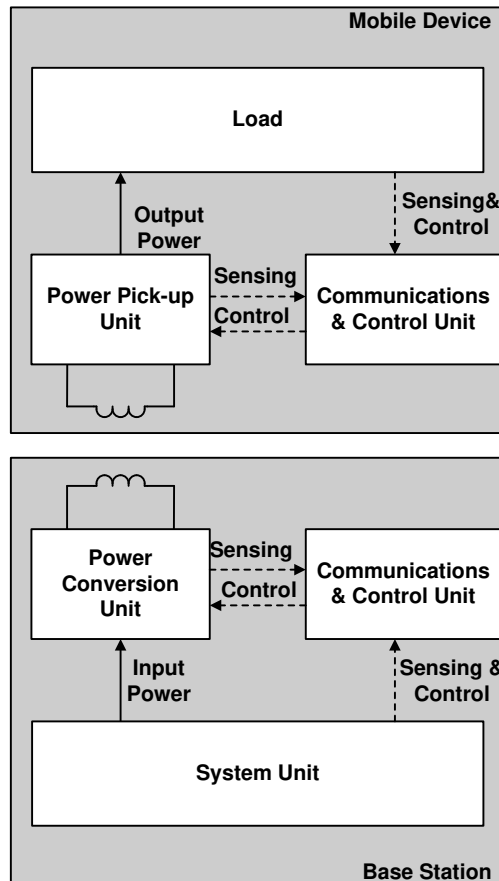 Mobile Device
Load
Output
Power
Sensing&
Control
Power Pick-up
Unit
Sensing
Control
Communications
& Control Unit
Power
Conversion
Unit
Sensing
Control
Communications
& Control Unit
Input
Power
Sensing &
Control
System Unit
Base Station